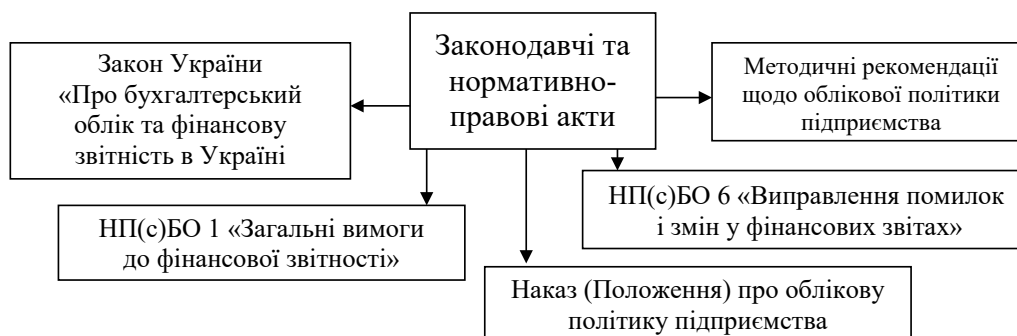 Законодавчі та
нормативно-
правові акти
Закон України
«Про бухгалтерський
облік та фінансову
звітність в Україні
Методичні рекомендації
щодо облікової політики
підприємства
НП(с)БО 1 «Загальні вимоги
до фінансової звітності»
НП(с)БО 6 «Виправлення помилок
і змін у фінансових звітах»
Наказ (Положення) про облікову
політику підприємства